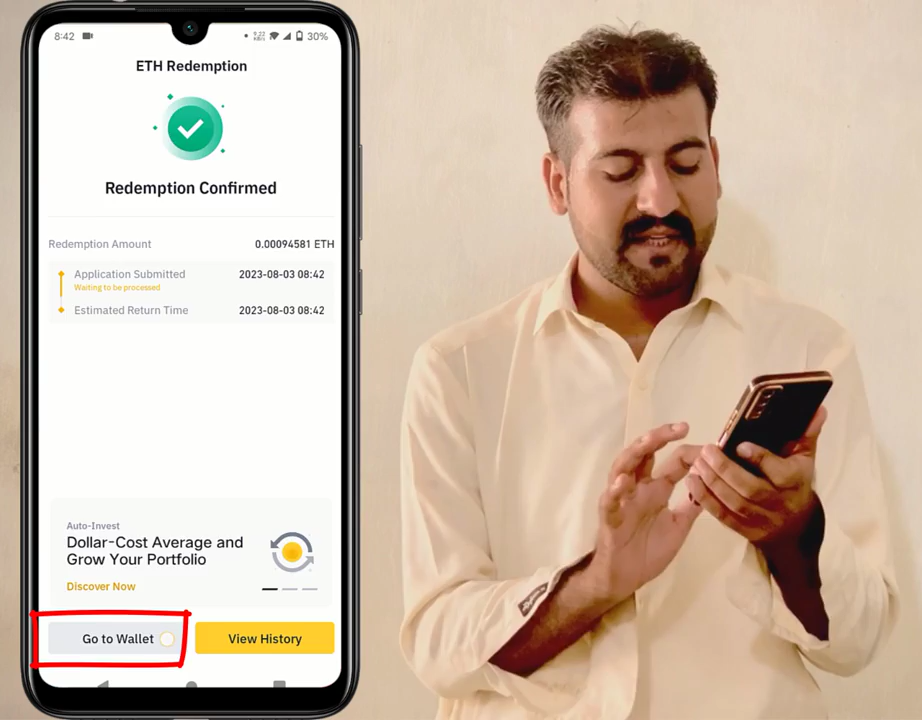 8:42
30%
ETH Redemption
Redemption Confirmed
Redemption Amount 0.00094581 ETH
Application Submitted 2023-08-03 08:42
Waiting to be processed
Estimated Return Time 2023-08-03 08:42
Auto-Invest
Dollar-Cost Average and
Grow Your Portfolio
Discover Now
Go to Wallet View History